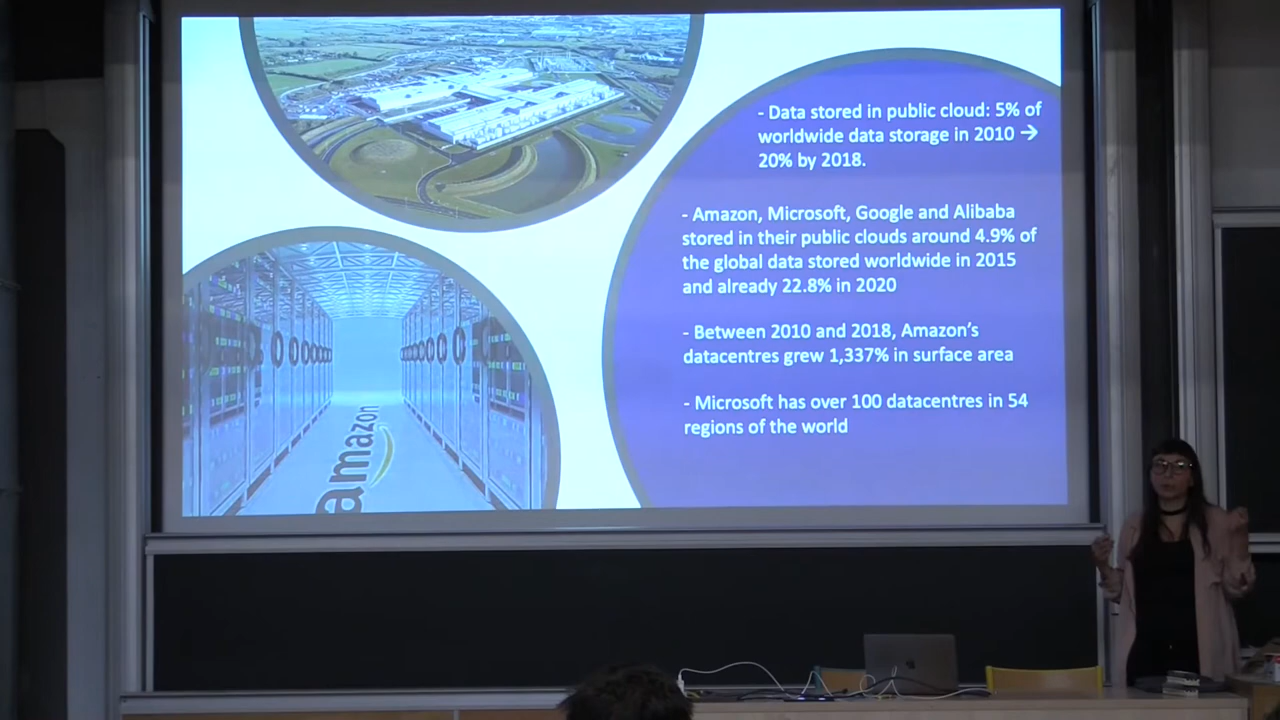 - Data stored in public cloud: 5% of
worldwide data storage in 2010 →
20% by 2018.
- Amazon, Microsoft, Google and Alibaba
stored in their public clouds around 4.9% of
the global data stored worldwide in 2015
and already 22.8% in 2020
- Between 2010 and 2018, Amazon's
datacentres grew 1,337% in surface area
- Microsoft has over 100 datacentres in 54
regions of the world
amazon